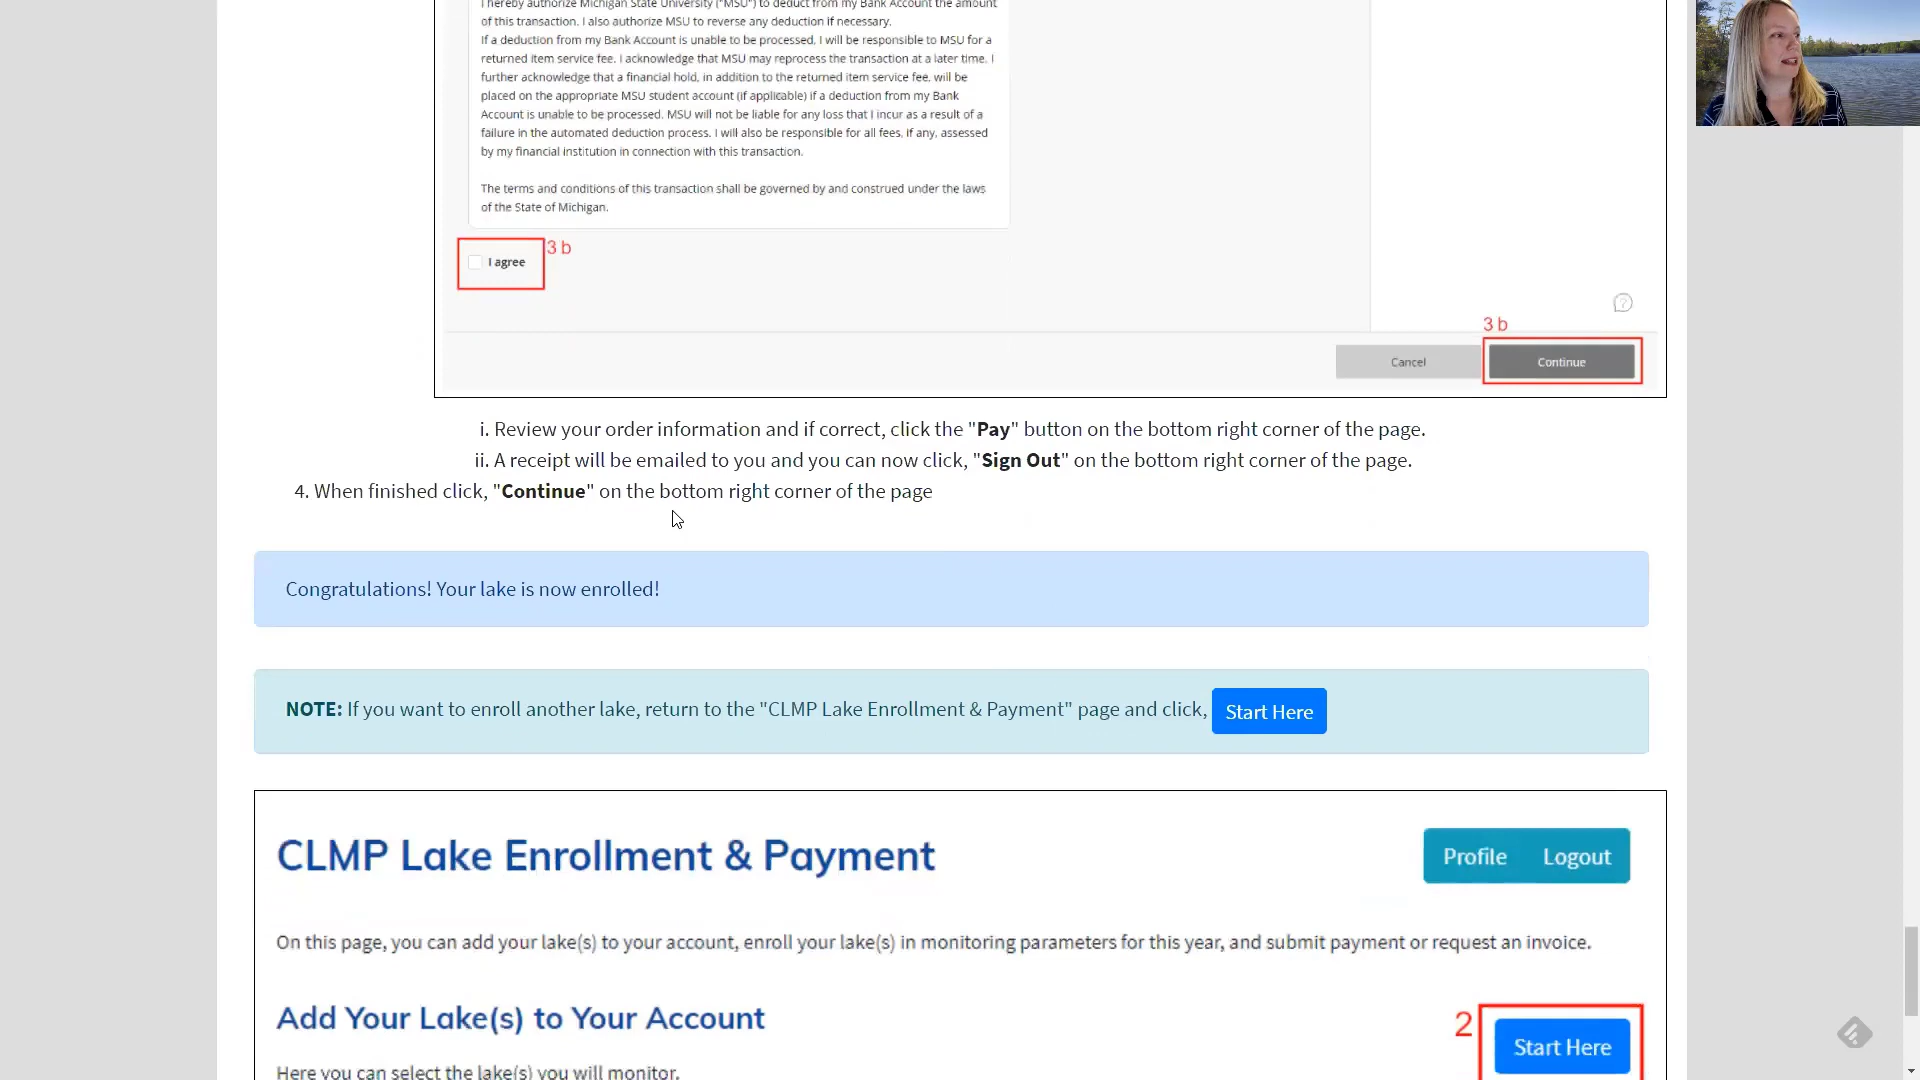 I hereby authorize Michigan State University ("MSU") to deduct from my Bank Account the amount
of this transaction. I also authorize MSU to reverse any deduction if necessary.
If a deduction from my Bank Account is unable to be processed, I will be responsible to MSU for a
returned item service fee. I acknowledge that MSU may reprocess the transaction at a later time. I
further acknowledge that a financial hold, in addition to the returned item service fee, will be
placed on the appropriate MSU student account (if applicable) if a deduction from my Bank
Account is unable to be processed. MSU will not be liable for any loss that I incur as a result of a
failure in the automated deduction process. I will also be responsible for all fees, if any, assessed
by my financial institution in connection with this transaction.
The terms and conditions of this transaction shall be governed by and construed under the laws
of the State of Michigan.
I agree
3 b
3 b
Cancel
Continue
i. Review your order information and if correct, click the "Pay" button on the bottom right corner of the page.
ii. A receipt will be emailed to you and you can now click, "Sign Out" on the bottom right corner of the page.
4. When finished click, "Continue" on the bottom right corner of the page
Congratulations! Your lake is now enrolled!
NOTE: If you want to enroll another lake, return to the "CLMP Lake Enrollment & Payment" page and click, Start Here
CLMP Lake Enrollment & Payment
Profile Logout
On this page, you can add your lake(s) to your account, enroll your lake(s) in monitoring parameters for this year, and submit payment or request an invoice.
Add Your Lake(s) to Your Account
2
Start Here
Here you can select the lake(s) you will monitor.